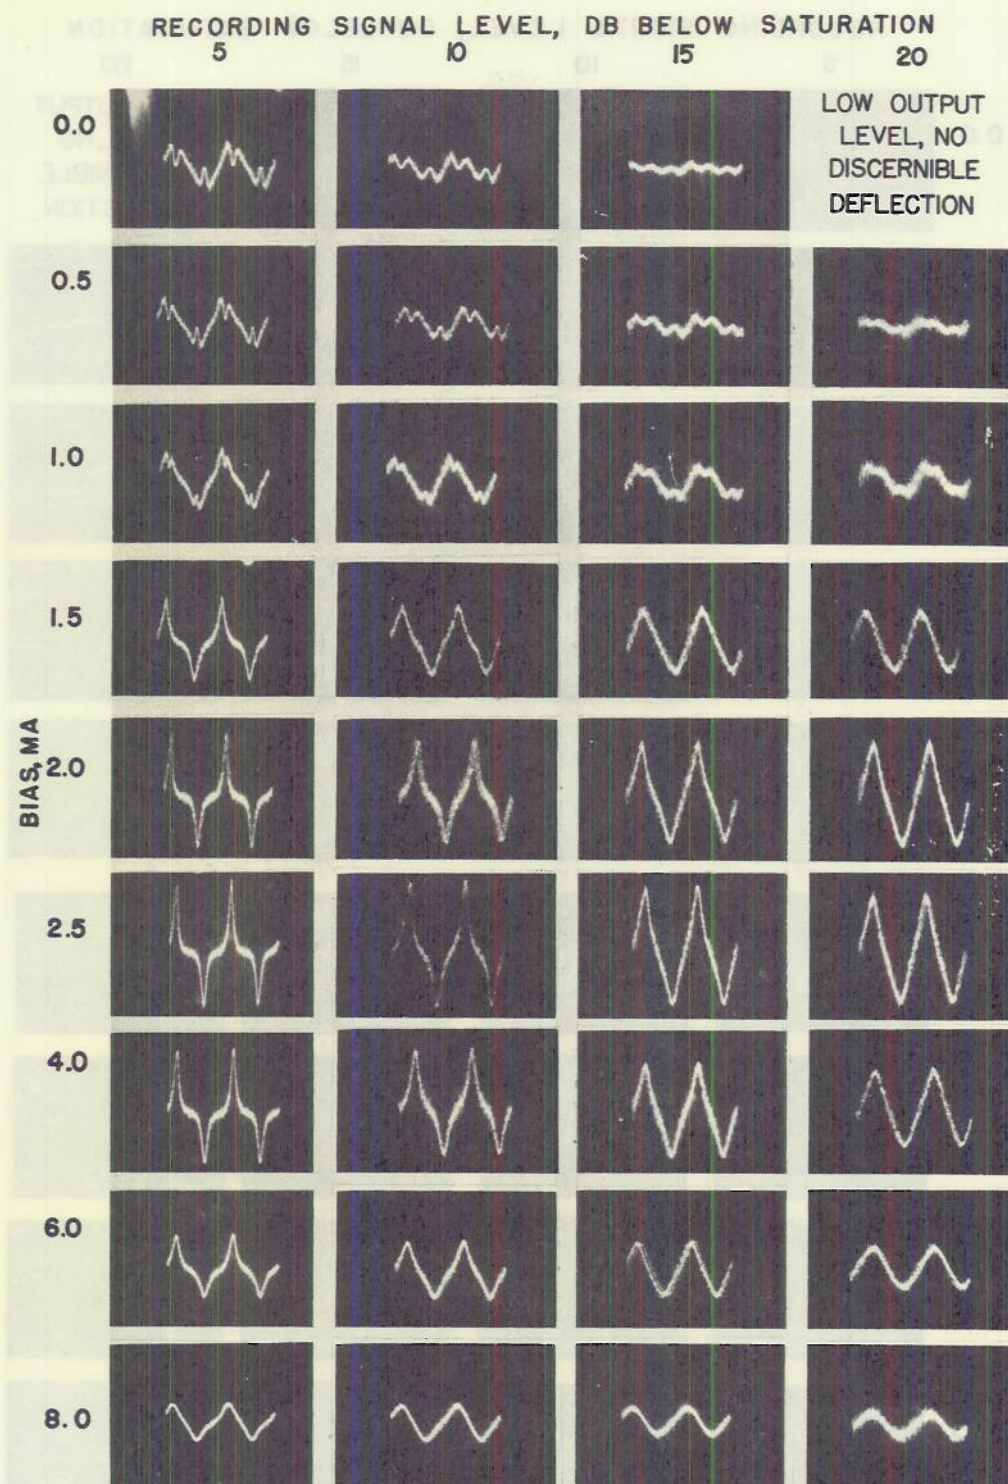 RECORDING SIGNAL LEVEL, DB BELOW SATURATION
5 10 15 20
0.0
LOW OUTPUT
LEVEL, NO
DISCERNIBLE
DEFLECTION
0.5
1.0
1.5
BIAS, MA
2.0
2.5
4.0
6.0
8.0